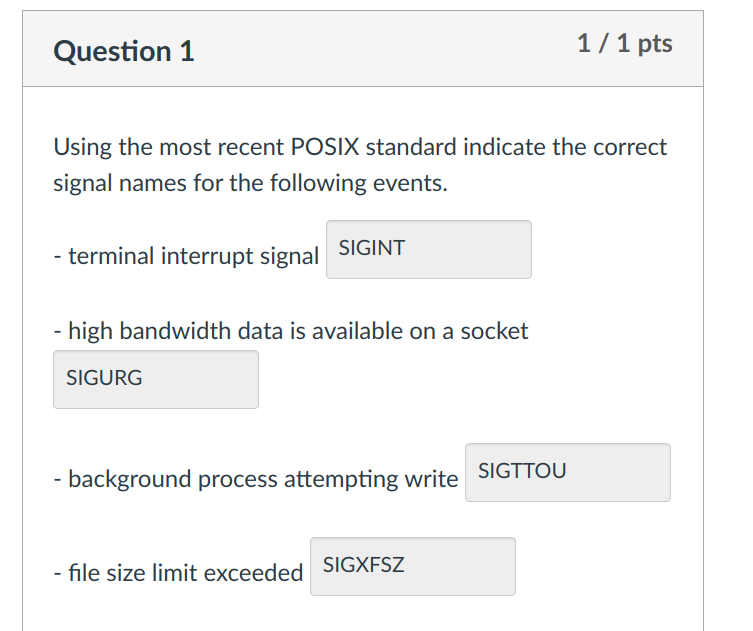 Question 1
1 / 1 pts
Using the most recent POSIX standard indicate the correct
signal names for the following events.
- terminal interrupt signal SIGINT
- high bandwidth data is available on a socket
SIGURG
- background process attempting write SIGTTOU
- file size limit exceeded SIGXFSZ